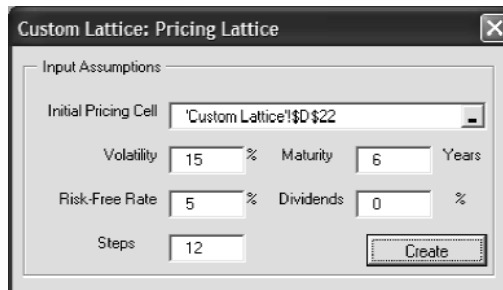 Custom Lattice: Pricing Lattice
Input Assumptions
Initial Pricing Cell 'Custom Lattice'!$D$22
Volatility 15 % Maturity 6 Years
Risk-Free Rate 5 % Dividends 0 %
Steps 12 Create